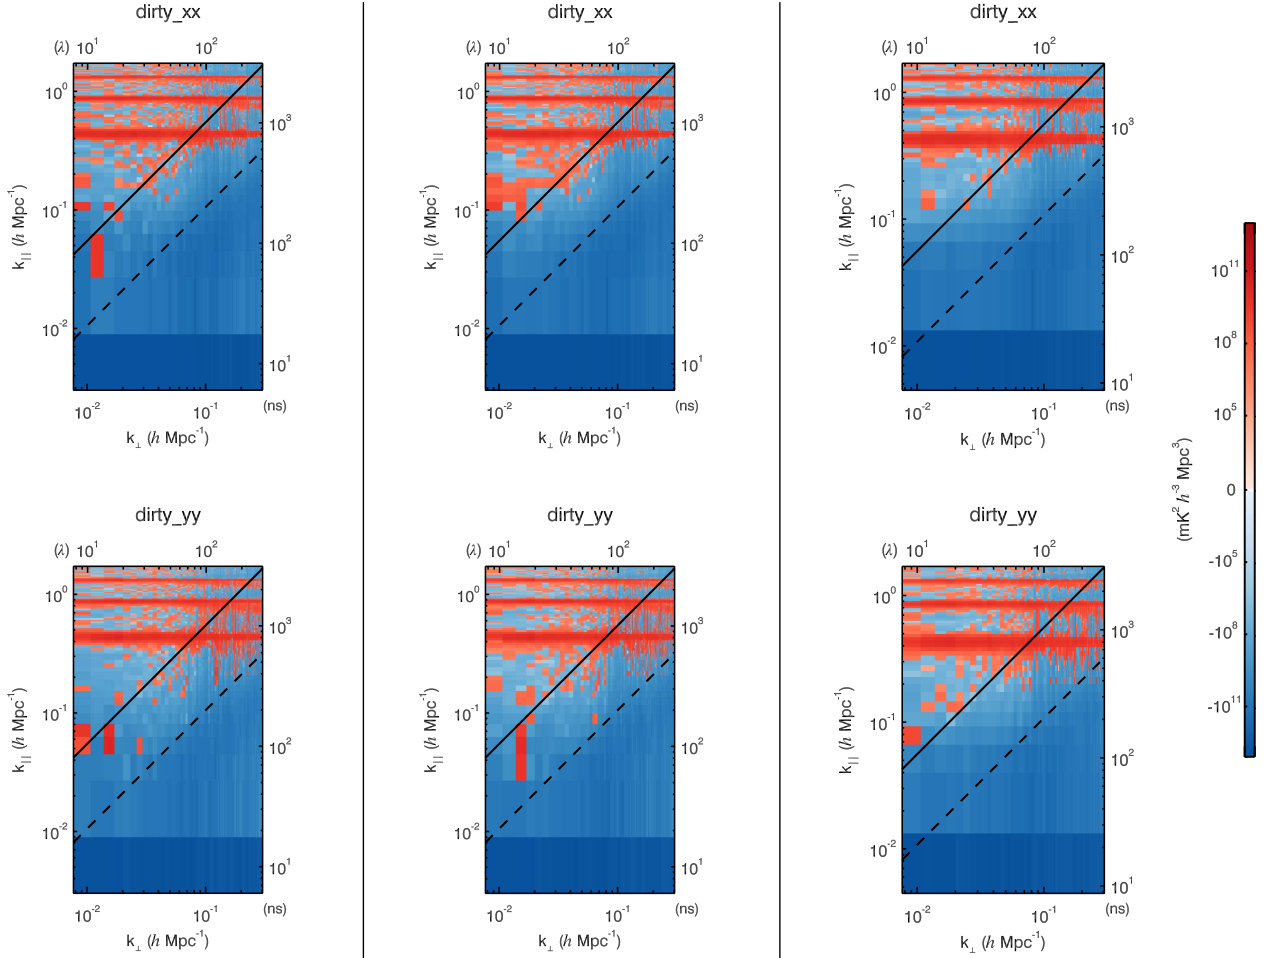 dirty_xx
(λ) 10¹ 10²
10⁰
10⁻¹
10⁻²
k|| (h Mpc⁻¹)
10³
10²
10¹
10⁻² 10⁻¹ (ns)
k⊥ (h Mpc⁻¹)
dirty_xx
(λ) 10¹ 10²
10⁰
10⁻¹
10⁻²
k|| (h Mpc⁻¹)
10³
10²
10¹
10⁻² 10⁻¹ (ns)
k⊥ (h Mpc⁻¹)
dirty_xx
(λ) 10¹ 10²
10⁰
10⁻¹
10⁻²
k|| (h Mpc⁻¹)
10³
10²
10¹
10⁻² 10⁻¹ (ns)
k⊥ (h Mpc⁻¹)
dirty_yy
(λ) 10¹ 10²
10⁰
10⁻¹
10⁻²
k|| (h Mpc⁻¹)
10³
10²
10¹
10⁻² 10⁻¹ (ns)
k⊥ (h Mpc⁻¹)
dirty_yy
(λ) 10¹ 10²
10⁰
10⁻¹
10⁻²
k|| (h Mpc⁻¹)
10³
10²
10¹
10⁻² 10⁻¹ (ns)
k⊥ (h Mpc⁻¹)
dirty_yy
(λ) 10¹ 10²
10⁰
10⁻¹
10⁻²
k|| (h Mpc⁻¹)
10³
10²
10¹
10⁻² 10⁻¹ (ns)
k⊥ (h Mpc⁻¹)
(mK² h⁻³ Mpc³)
10¹¹
10⁸
10⁵
0
-10⁵
-10⁸
-10¹¹